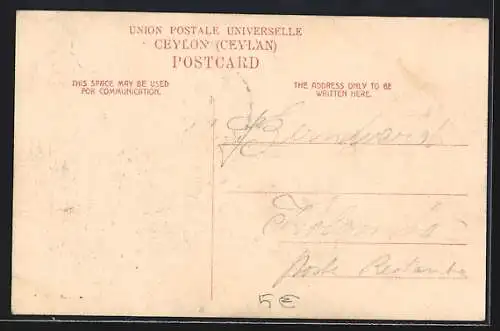 UNION POSTALE UNIVERSELLE
CEYLON (CEYLAN)
POSTCARD
THIS SPACE MAY BE USED
FOR COMMUNICATION.
THE ADDRESS ONLY TO BE
WRITTEN HERE.
Poste Restante
5€